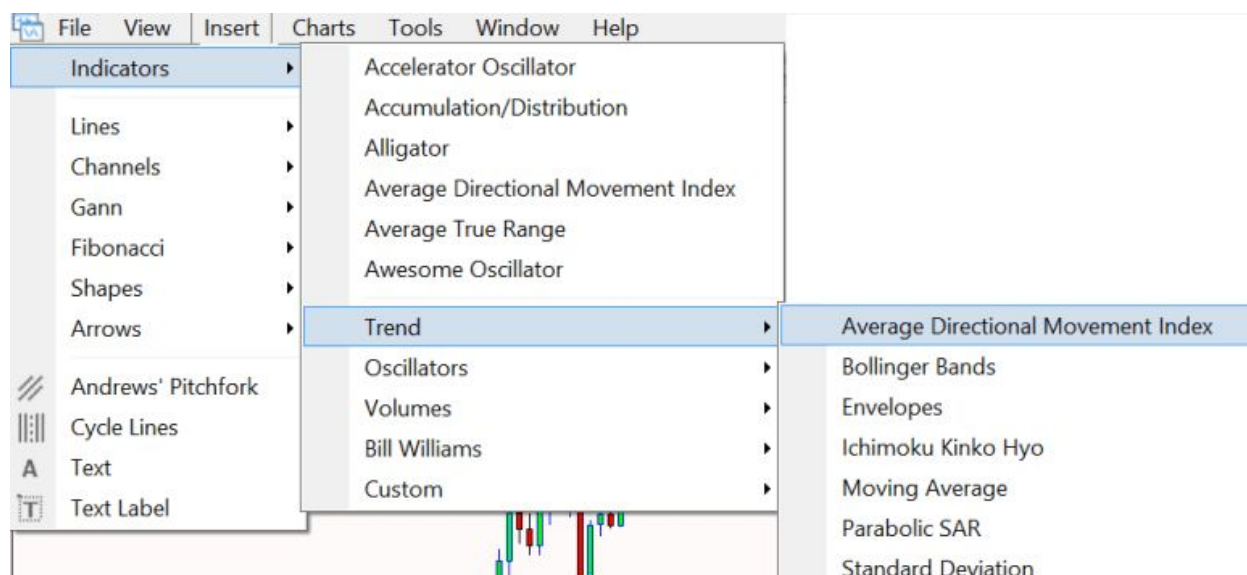 File View Insert Charts Tools Window Help
Indicators
Lines
Channels
Gann
Fibonacci
Shapes
Arrows
Andrews' Pitchfork
Cycle Lines
A Text
T Text Label
Accelerator Oscillator
Accumulation/Distribution
Alligator
Average Directional Movement Index
Average True Range
Awesome Oscillator
Trend
Oscillators
Volumes
Bill Williams
Custom
Average Directional Movement Index
Bollinger Bands
Envelopes
Ichimoku Kinko Hyo
Moving Average
Parabolic SAR
Standard Deviation